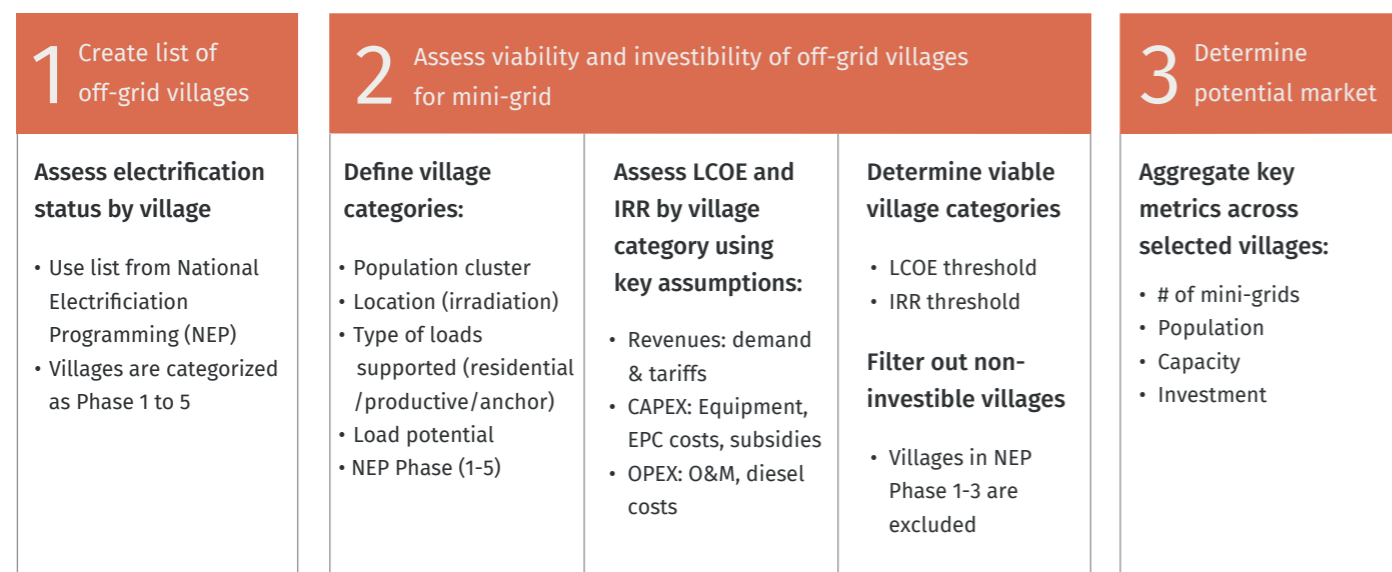 1
Create list of
off-grid villages
Assess electrification
status by village
• Use list from National
Electrificiation
Programming (NEP)
• Villages are categorized
as Phase 1 to 5
2
Assess viability and investibility of off-grid villages
for mini-grid
Define village
categories:
• Population cluster
• Location (irradiation)
• Type of loads
supported (residential
/productive/anchor)
• Load potential
• NEP Phase (1-5)
Assess LCOE and
IRR by village
category using
key assumptions:
• Revenues: demand
& tariffs
• CAPEX: Equipment,
EPC costs, subsidies
• OPEX: O&M, diesel
costs
Determine viable
village categories
• LCOE threshold
• IRR threshold
Filter out non-
investible villages
• Villages in NEP
Phase 1-3 are
excluded
3
Determine
potential market
Aggregate key
metrics across
selected villages:
• # of mini-grids
• Population
• Capacity
• Investment